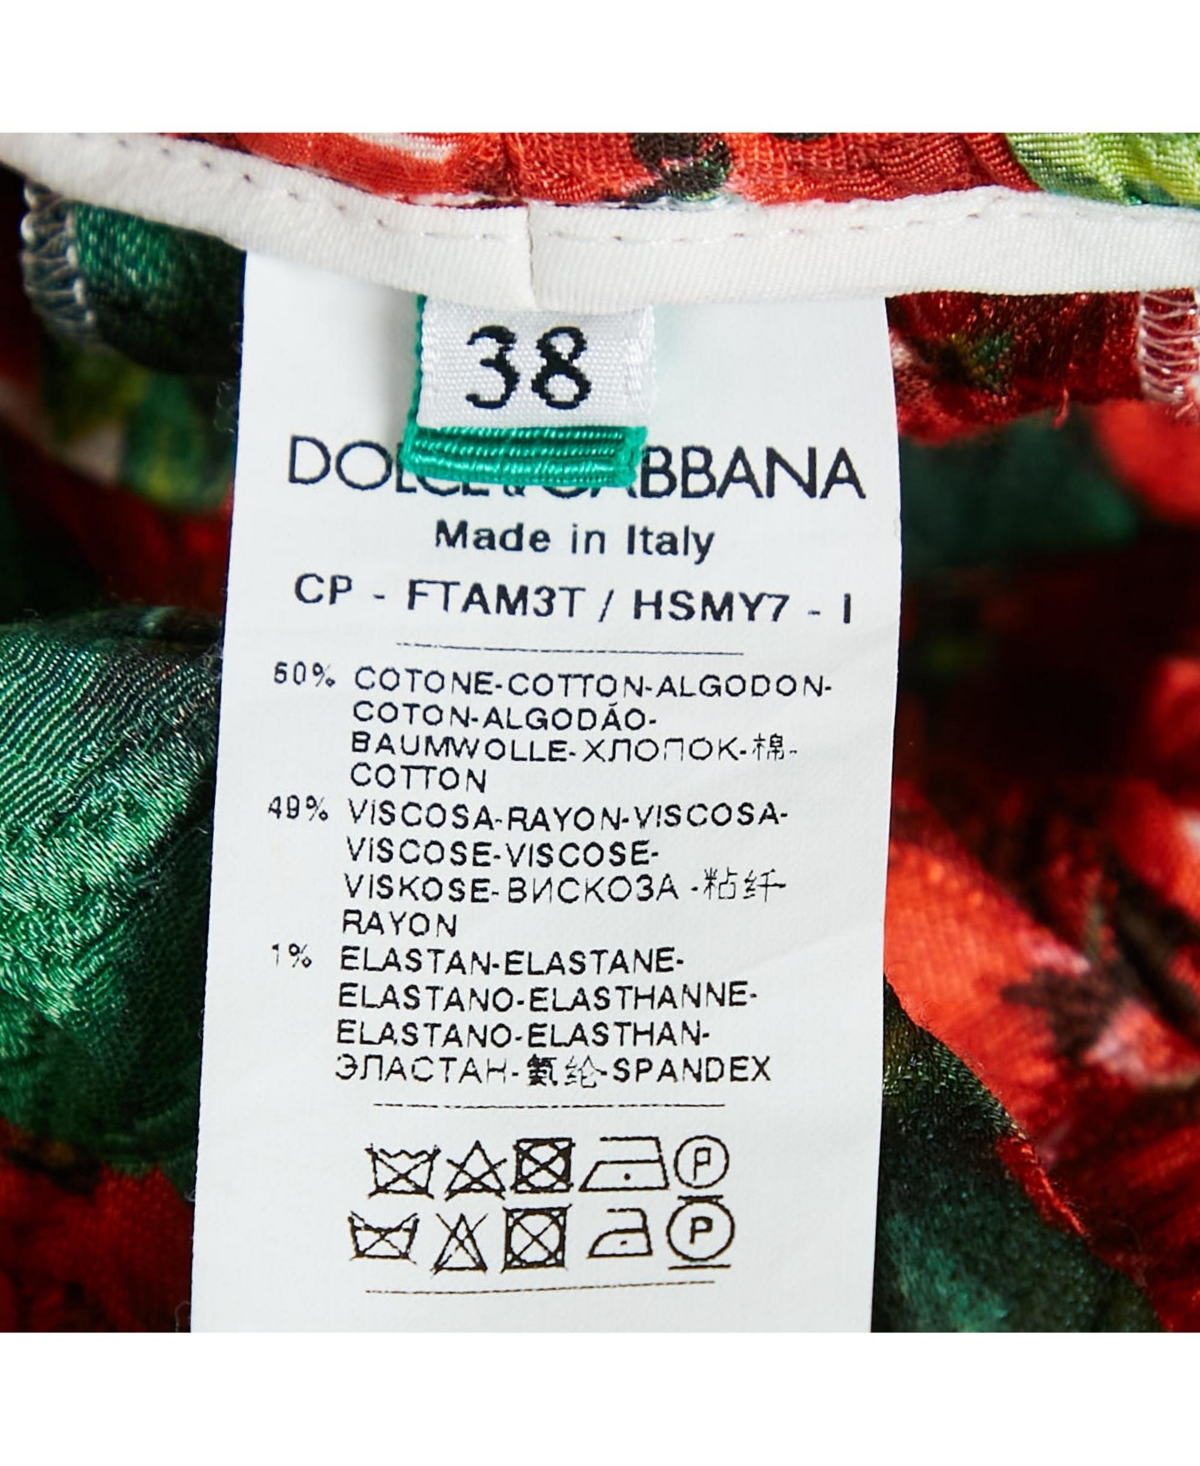 38
DOLCE & GABBANA
Made in Italy
CP - FTAM3T / HSMY7 - I
50% COTONE-COTTON-ALGODON-
COTON-ALGODÃO-
BAUMWOLLE-ХЛОПОК-棉-
COTTON
49% VISCOSA-RAYON-VISCOSA-
VISCOSE-VISCOSE-
VISKOSE-ВИСКОЗА -粘纤-
RAYON
1% ELASTAN-ELASTANE-
ELASTANO-ELASTHANNE-
ELASTANO-ELASTHAN-
ЭЛАСТАН-氨纶-SPANDEX
P
P